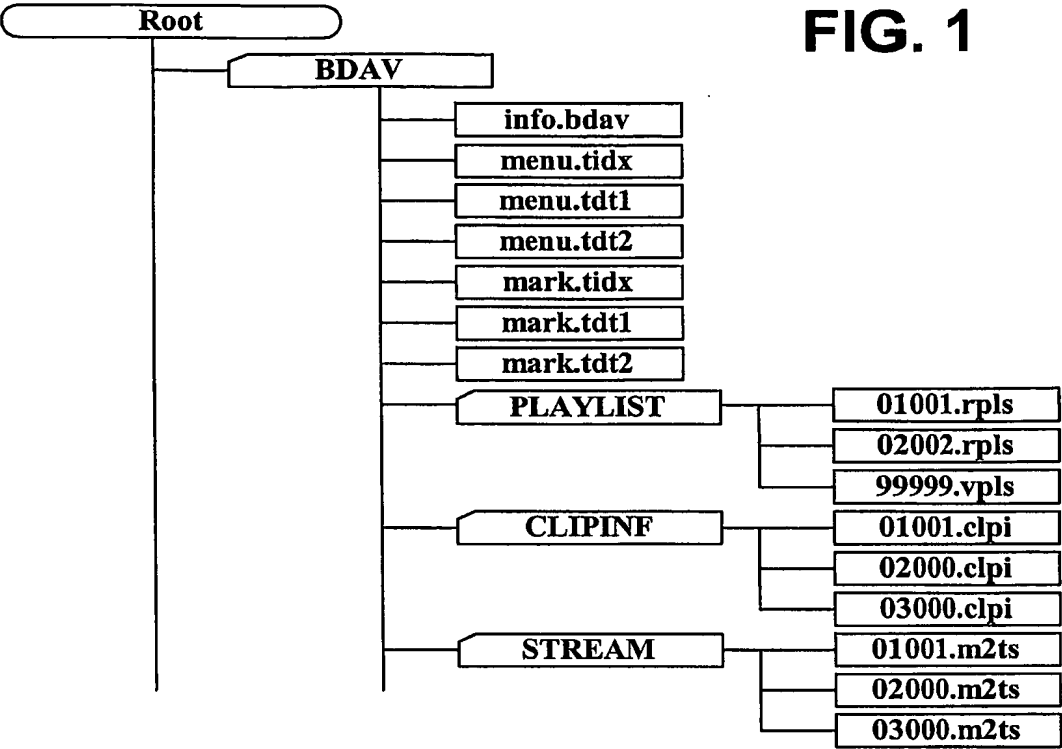 Root
FIG. 1
BDAV
info.bdav
menu.tidx
menu.tdt1
menu.tdt2
mark.tidx
mark.tdt1
mark.tdt2
PLAYLIST
01001.rpls
02002.rpls
99999.vpls
CLIPINF
01001.clpi
02000.clpi
03000.clpi
STREAM
01001.m2ts
02000.m2ts
03000.m2ts